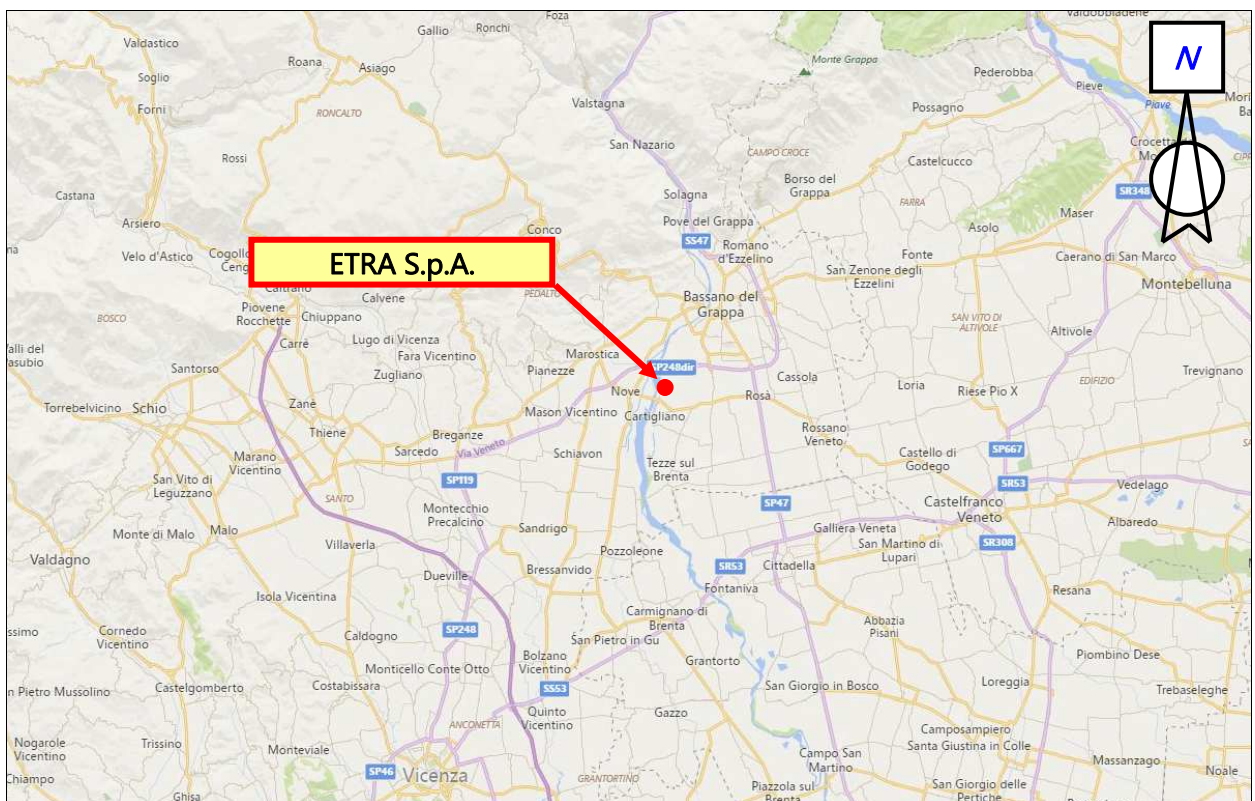 Foza
Valdobbiadene
Gallio
Ronchi
Valdastico
Roana
Asiago
Monte Grappa
Pederobba
N
Soglio
Forni
RONCALTO
Valstagna
Possagno
Pieve
Piave
San Nazario
CAMPO CROCE
Crocetta
Rossi
Castelcucco
Borso del
Grappa
Castana
Solagna
FARRA
SR348
Arsiero
Pove del Grappa
Maser
Conco
Asolo
SS47
Romano
d'Ezzelino
Velo d'Astico
Fonte
Caerano di San Marco
ETRA S.p.A.
San Zenone degli
Ezzelini
Montebelluna
PEDALTO
Calvene
Bassano del
Grappa
Piovene
Rocchette
Chiuppano
BOSCO
SAN VITO DI
ALTIVOLE
Altivole
Carrè
Lugo di Vicenza
Fara Vicentino
Marostica
Santorso
Zugliano
Pianezze
SP248dir
Cassola
Trevignano
Nove
Rosà
Loria
Riese Pio X
EDIFIZIO
Torrebelvicino
Schio
Zanè
Mason Vicentino
Cartigliano
Thiene
Breganze
Rossano
Veneto
Sarcedo
Via Veneto
Schiavon
Castello di
Godego
SP667
Marano
Vicentino
Tezze sul
Brenta
San Vito di
Leguzzano
SP119
SR53
Vedelago
SANTO
Montecchio
Precalcino
SP47
Castelfranco
Veneto
Monte di Malo
Malo
Sandrigo
Galliera Veneta
Albaredo
Villaverla
San Martino di
Lupari
SR308
Valdagno
Pozzoleone
Bressanvido
SR53
Cittadella
Dueville
Fontaniva
Resana
Isola Vicentina
Carmignano di
Brenta
Abbazia
Pisani
Cornedo
Vicentino
Caldogno
SP248
San Pietro in Gu
Bolzano
Vicentino
Grantorto
Piombino Dese
Monticello Conte Otto
Castelgomberto
Costabissara
SS53
San Giorgio in Bosco
Loreggia
Trebaseleghe
n Pietro Mussolino
Quinto
Vicentino
Gazzo
ANCONETTA
Camposampiero
Nogarole
Vicentino
Trissino
Monteviale
Santa Giustina in Colle
Campo San
Martino
Massanzago
SP46
Vicenza
GRANTORTINO
Noale
Chiampo
Ghisa
Piazzola sul
Brenta
San Giorgio delle
Pertiche